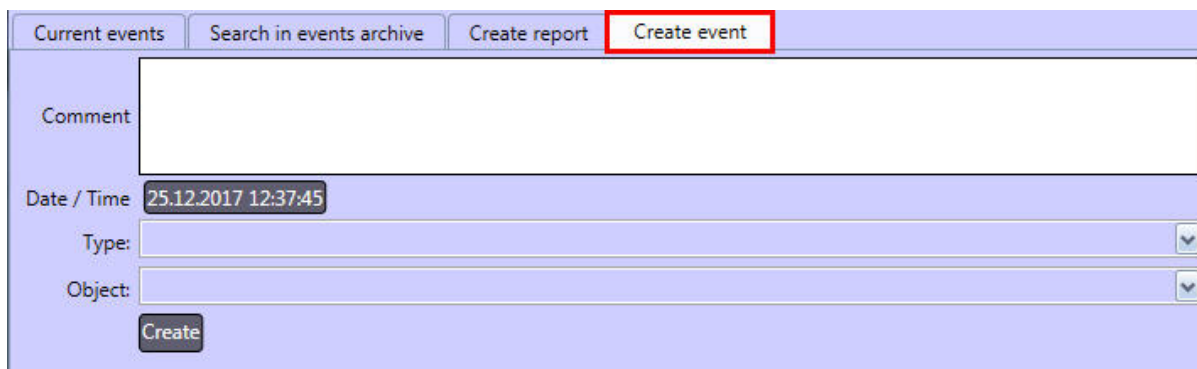 Current events Search in events archive Create report Create event
Comment
Date / Time 25.12.2017 12:37:45
Type:
Object:
Create